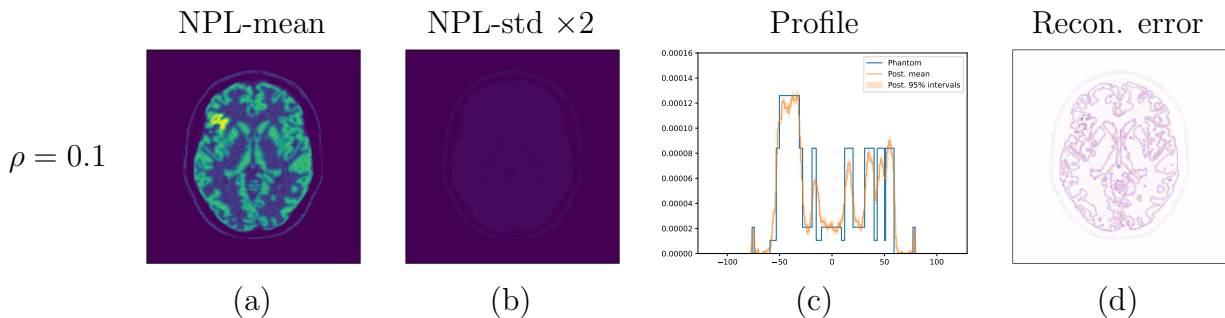 NPL-mean
NPL-std ×2
Profile
Recon. error
ρ = 0.1
0.00016
0.00014
0.00012
0.00010
0.00008
0.00006
0.00004
0.00002
0.00000
Phantom
Post. mean
Post. 95% intervals
−100 −50 0 50 100
(a) (b) (c) (d)